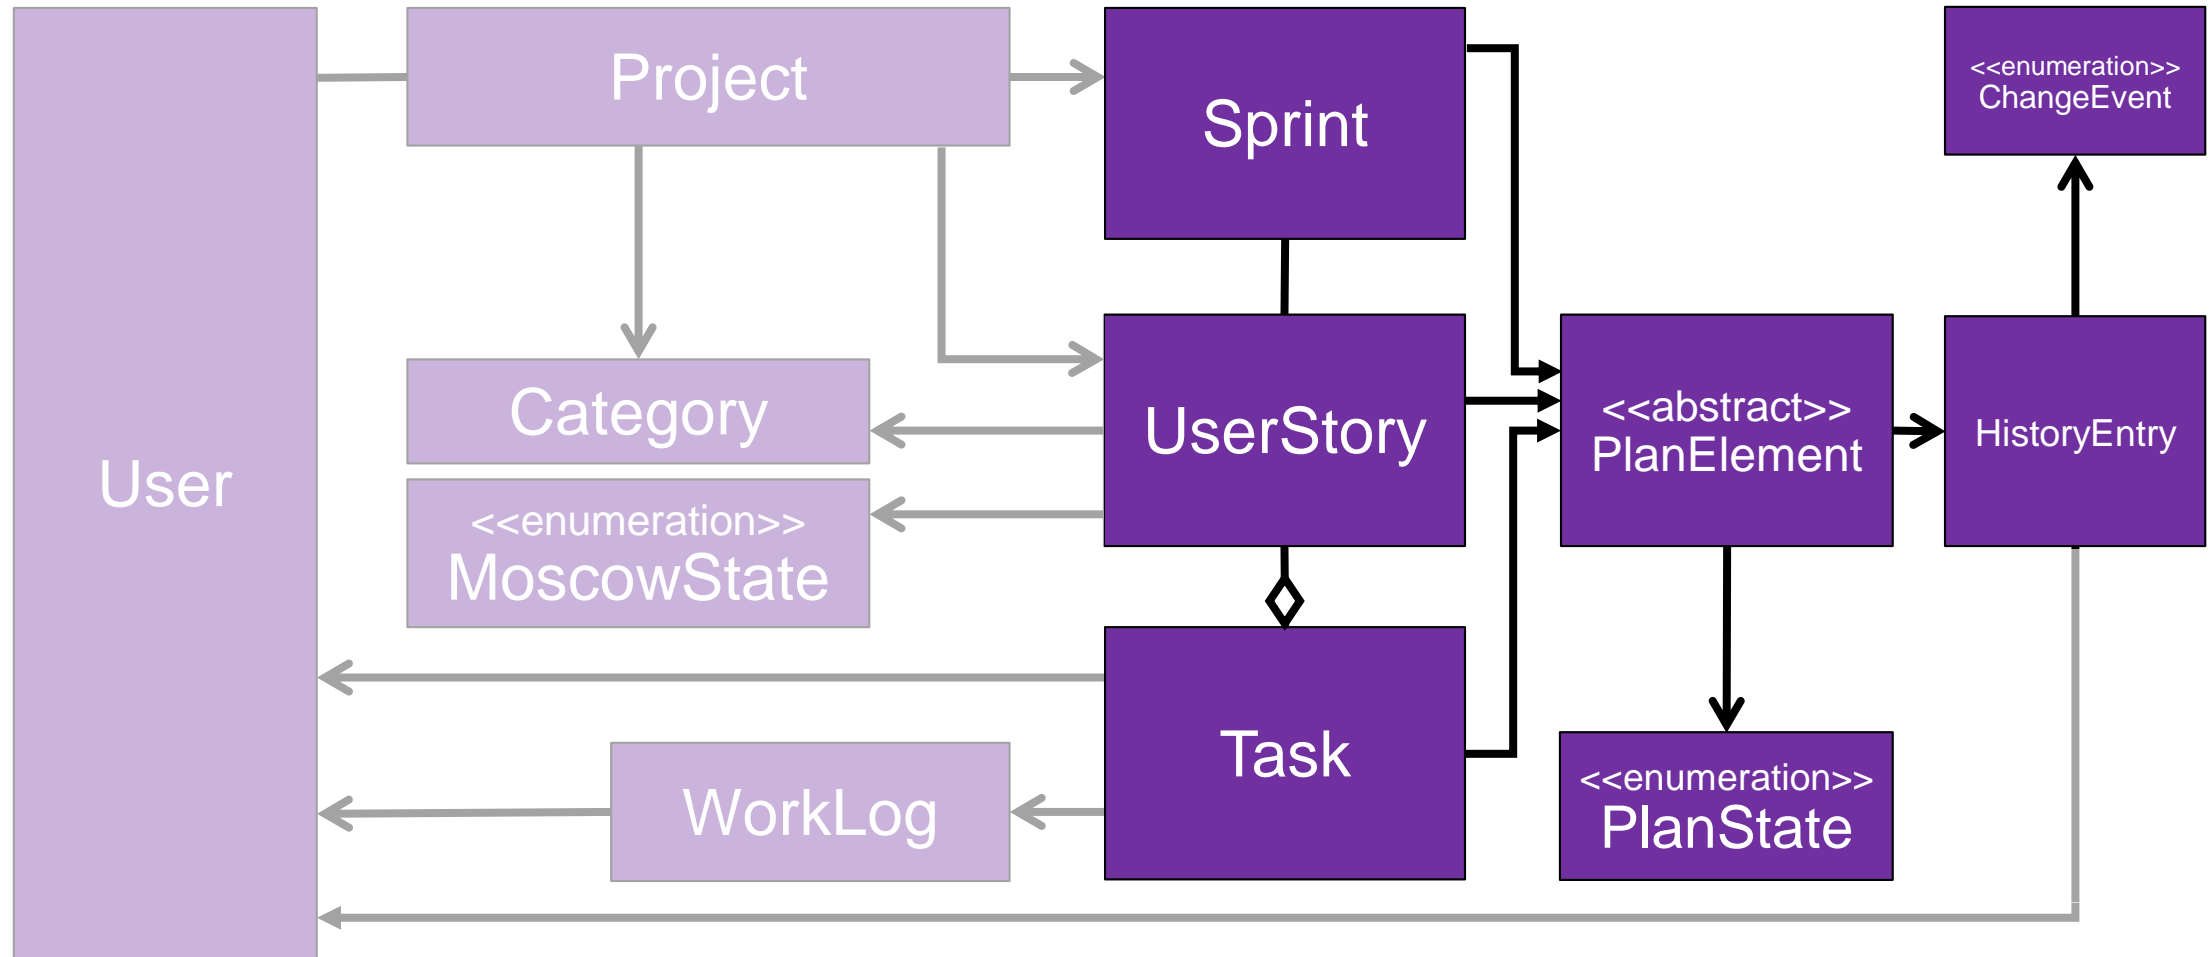 User
Project
Sprint
<<enumeration>>
ChangeEvent
Category
UserStory
<<abstract>>
PlanElement
HistoryEntry
<<enumeration>>
MoscowState
Task
WorkLog
<<enumeration>>
PlanState